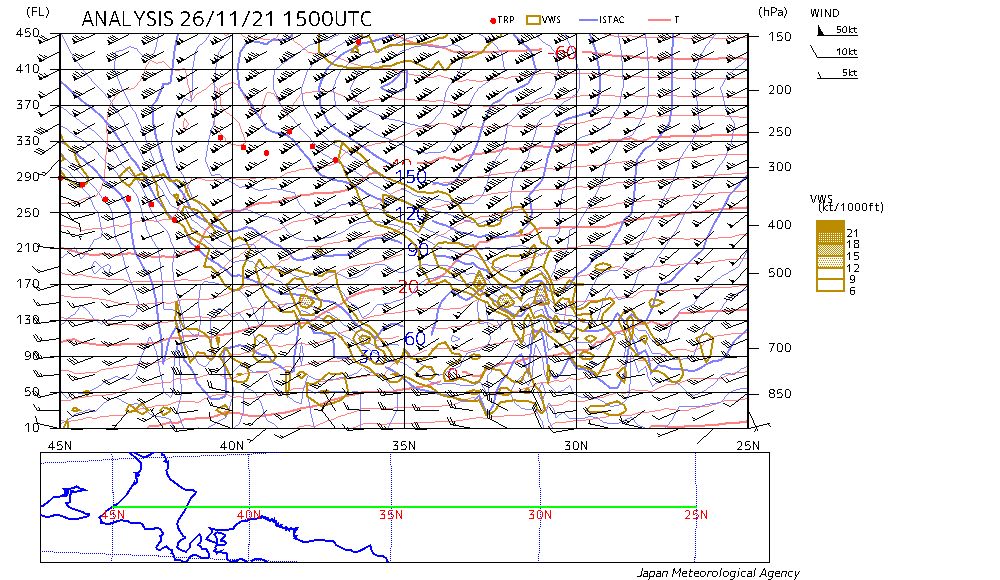 (FL) ANALYSIS 26/11/21 1500UTC TRP VWS ISTAC T (hPa) WIND
450 150 50kt
410 -60 10kt
370 200 5kt
330 250
290 150 300
250 120 VWS
(kt/1000ft)
210 90 400 21
170 20 500 18
130 60 15
90 30 700 12
50 0 850 9
10 6
45N 40N 35N 30N 25N
45N 40N 35N 30N 25N
Japan Meteorological Agency